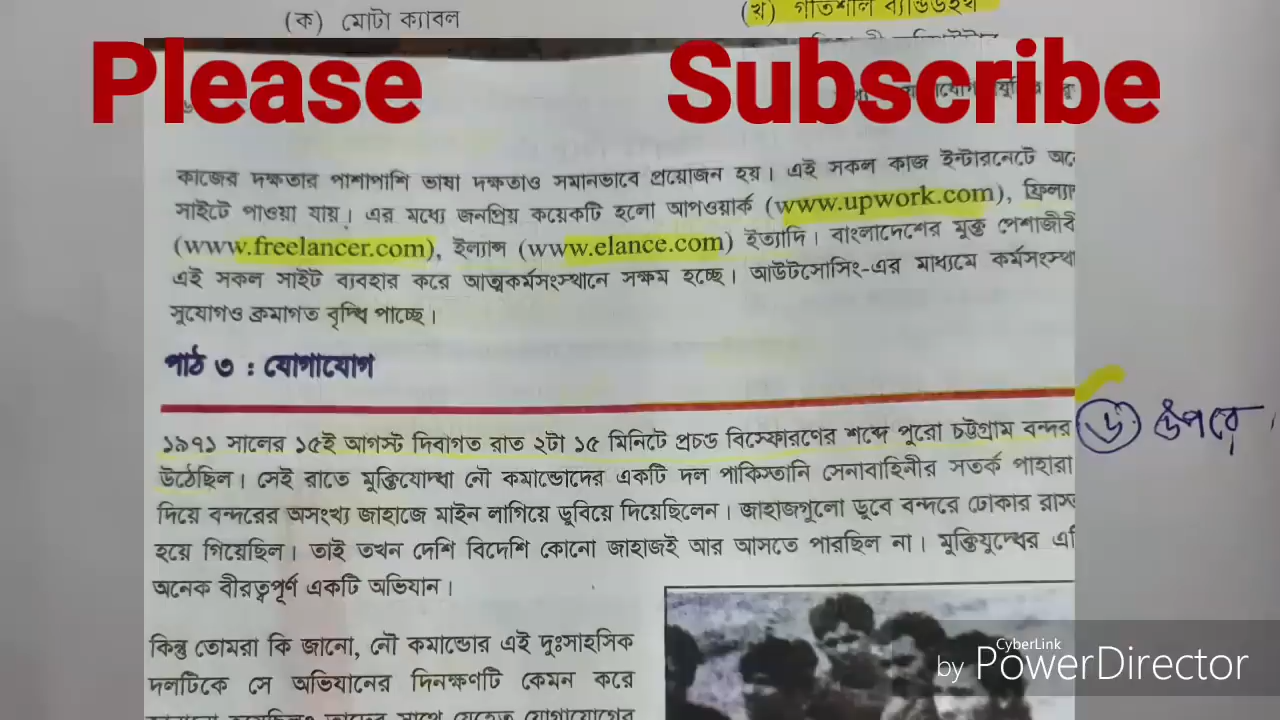 (ক) মোটা ক্যাবল
(খ) গতিশীল ব্যান্ডউইথ
Please Subscribe
কাজের দক্ষতার পাশাপাশি ভাষা দক্ষতাও সমানভাবে প্রয়োজন হয়। এই সকল কাজ ইন্টারনেটে
সাইটে পাওয়া যায়। এর মধ্যে জনপ্রিয় কয়েকটি হলো আপওয়ার্ক (www.upwork.com),
(www.freelancer.com), ইল্যান্স (www.elance.com) ইত্যাদি। বাংলাদেশের মুক্ত পেশাজীবী
এই সকল সাইট ব্যবহার করে আত্মকর্মসংস্থানে সক্ষম হচ্ছে। আউটসোসিং-এর মাধ্যমে
সুযোগও ক্রমাগত বৃদ্ধি পাচ্ছে।
পাঠ ৩ : যোগাযোগ
১৯৭১ সালের ১৫ই আগস্ট দিবাগত রাত ২টা ১৫ মিনিটে প্রচন্ড বিস্ফোরণের শব্দে পুরো চট্টগ্রাম বন্দর
উঠেছিল। সেই রাতে মুক্তিযোদ্ধা নৌ কমান্ডোদের একটি দল পাকিস্তানি সেনাবাহিনীর সতর্ক পাহারা
দিয়ে বন্দরের অসংখ্য জাহাজে মাইন লাগিয়ে ডুবিয়ে দিয়েছিলেন। জাহাজগুলো ডুবে বন্দরে ঢোকার
হয়ে গিয়েছিল। তাই তখন দেশি বিদেশি কোনো জাহাজই আর আসতে পারছিল না। মুক্তিযুদ্ধের
অনেক বীরত্বপূর্ণ একটি অভিযান।
কিন্তু তোমরা কি জানো, নৌ কমান্ডোর এই দুঃসাহসিক
দলটিকে সে অভিযানের দিনক্ষণটি কেমন করে
উপরে
CyberLink
by PowerDirector